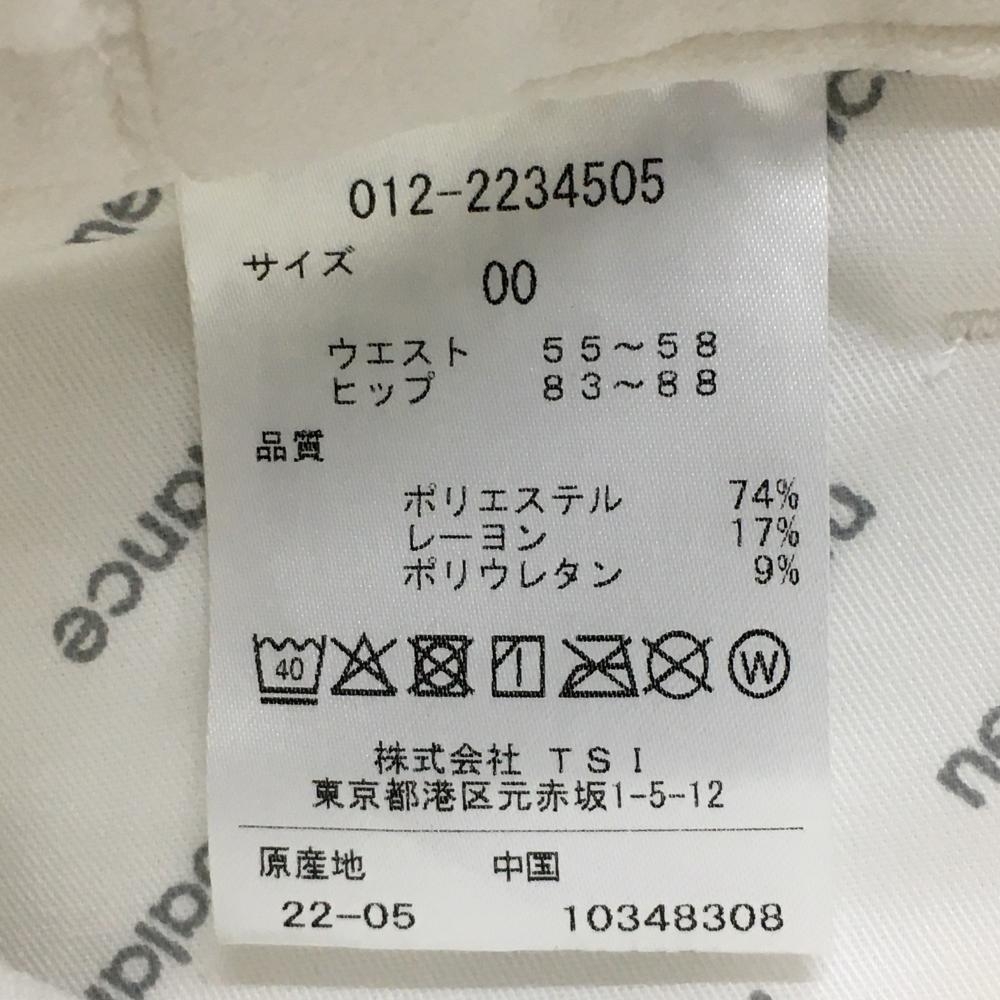 012-2234505
サイズ
00
ウエスト 55～58
ヒップ 83～88
品質
ポリエステル 74%
レーヨン 17%
ポリウレタン 9%
40
W
株式会社 TSI
東京都港区元赤坂1-5-12
原産地 中国
22-05 10348308
ance